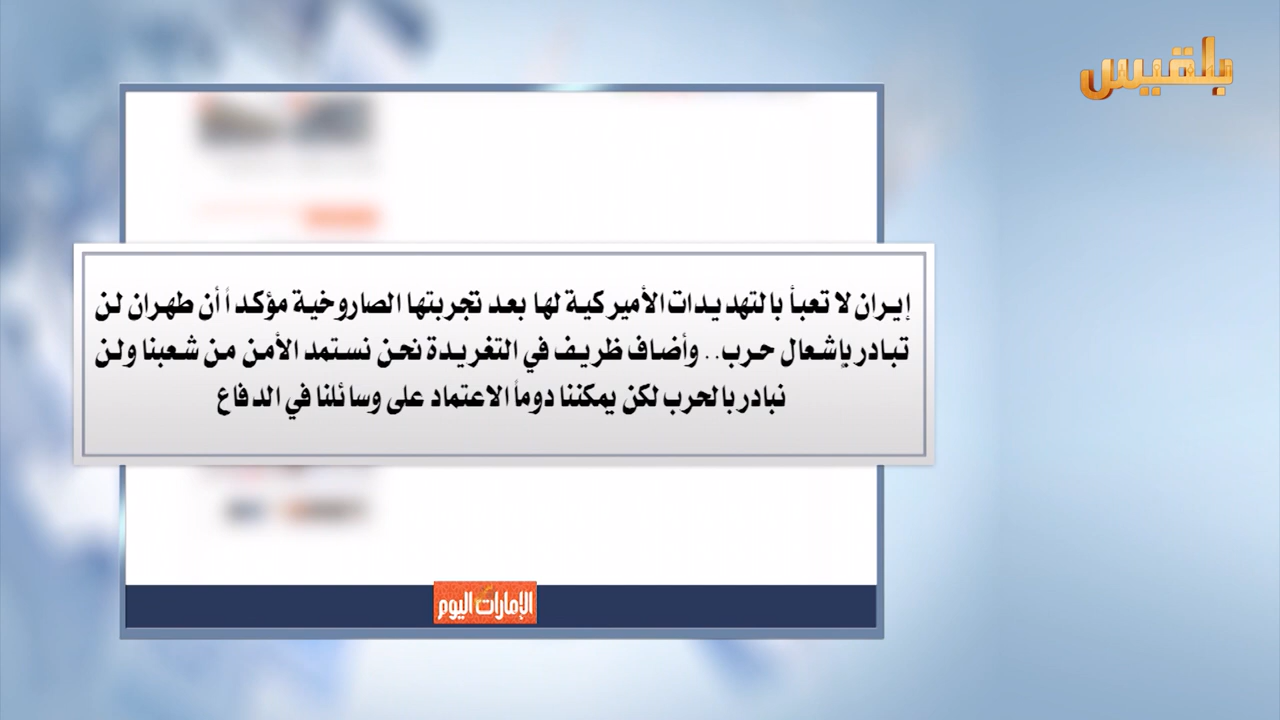 بلقيس
إيران لا تعبأ بالتهديدات الأميركية لها بعد تجربتها الصاروخية مؤكداً أن طهران لن
تبادر بإشعال حرب.. وأضاف ظريف في التغريدة نحن نستمد الأمن من شعبنا ولن
نبادر بالحرب لكن يمكننا دوماً الاعتماد على وسائلنا في الدفاع
الإمارات اليوم